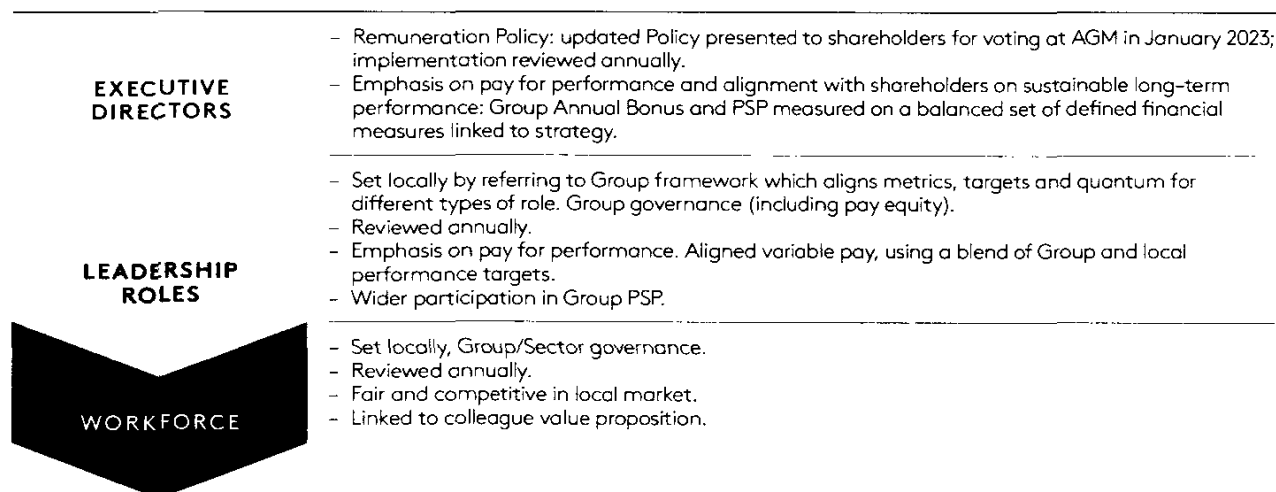 EXECUTIVE
DIRECTORS
– Remuneration Policy: updated Policy presented to shareholders for voting at AGM in January 2023;
implementation reviewed annually.
– Emphasis on pay for performance and alignment with shareholders on sustainable long-term
performance: Group Annual Bonus and PSP measured on a balanced set of defined financial
measures linked to strategy.
LEADERSHIP
ROLES
– Set locally by referring to Group framework which aligns metrics, targets and quantum for
different types of role. Group governance (including pay equity).
– Reviewed annually.
– Emphasis on pay for performance. Aligned variable pay, using a blend of Group and local
performance targets.
– Wider participation in Group PSP.
WORKFORCE
– Set locally, Group/Sector governance.
– Reviewed annually.
– Fair and competitive in local market.
– Linked to colleague value proposition.